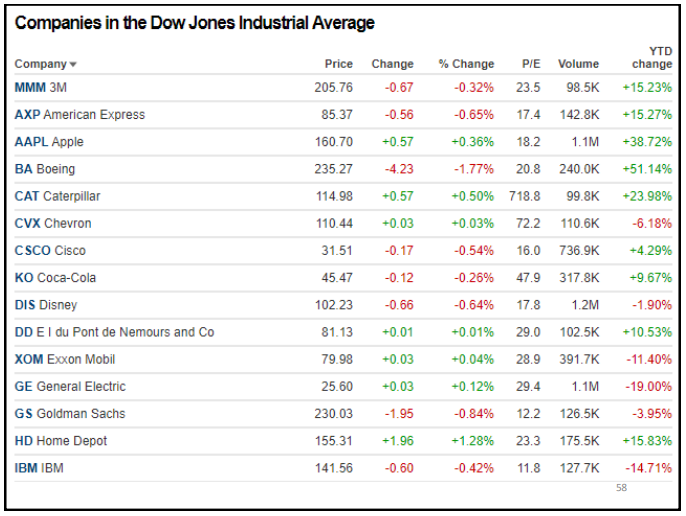 Companies in the Dow Jones Industrial Average
YTD
Company▼ Price Change % Change P/E Volume change
MMM 3M 205.76 -0.67 -0.32% 23.5 98.5K +15.23%
AXP American Express 85.37 -0.56 -0.65% 17.4 142.8K +15.27%
AAPL Apple 160.70 +0.57 +0.36% 18.2 1.1M +38.72%
BA Boeing 235.27 -4.23 -1.77% 20.8 240.0K +51.14%
CAT Caterpillar 114.98 +0.57 +0.50% 718.8 99.8K +23.98%
CVX Chevron 110.44 +0.03 +0.03% 72.2 110.6K -6.18%
CSCO Cisco 31.51 -0.17 -0.54% 16.0 736.9K +4.29%
KO Coca-Cola 45.47 -0.12 -0.26% 47.9 317.8K +9.67%
DIS Disney 102.23 -0.66 -0.64% 17.8 1.2M -1.90%
DD E I du Pont de Nemours and Co 81.13 +0.01 +0.01% 29.0 102.5K +10.53%
XOM Exxon Mobil 79.98 +0.03 +0.04% 28.9 391.7K -11.40%
GE General Electric 25.60 +0.03 +0.12% 29.4 1.1M -19.00%
GS Goldman Sachs 230.03 -1.95 -0.84% 12.2 126.5K -3.95%
HD Home Depot 155.31 +1.96 +1.28% 23.3 175.5K +15.83%
IBM IBM 141.56 -0.60 -0.42% 11.8 127.7K -14.71%
58